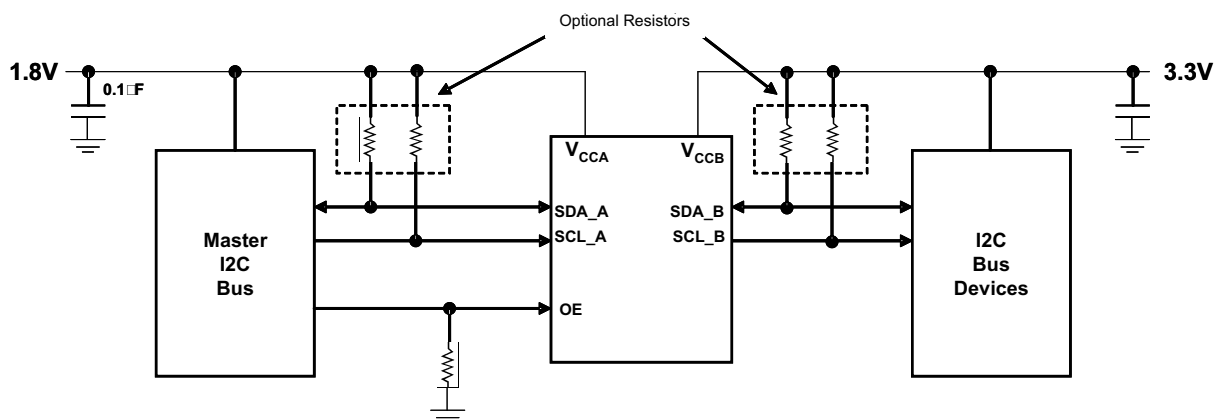 Optional Resistors
1.8V
3.3V
0.1□F
VCCA
VCCB
SDA_A
SDA_B
SCL_A
SCL_B
OE
Master
I2C
Bus
I2C
Bus
Devices